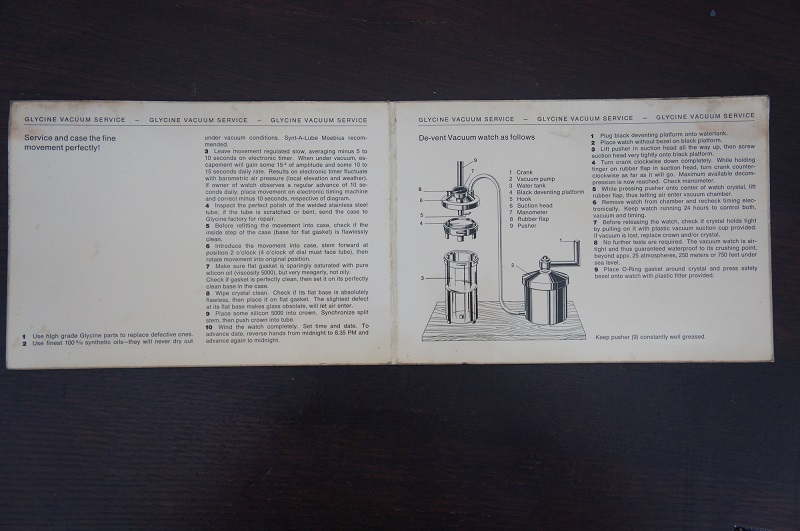 GLYCINE VACUUM SERVICE – GLYCINE VACUUM SERVICE – GLYCINE VACUUM SERVICE
Service and case the fine
movement perfectly!
1 Use high grade Glycine parts to replace defective ones.
2 Use finest 100% synthetic oils—they will never dry out
under vacuum conditions. Synt-A-Lube Moebius recom-
mended.
3 Leave movement regulated slow, averaging minus 5 to
10 seconds on electronic timer. When under vacuum, es-
capement will gain some 15° of amplitude and some 10 to
15 seconds daily rate. Results on electronic timer fluctuate
with barometric air pressure (local elevation and weather).
If owner of watch observes a regular advance of 10 sec-
onds daily, place movement on electronic timing machine
and correct minus 10 seconds, respective of diagram.
4 Inspect the perfect polish of the welded stainless steel
tube; if the tube is scratched or bent, send the case to
Glycine factory for repair.
5 Before refitting the movement into case, check if the
inside step of the case (base for flat gasket) is flawlessly
clean.
6 Introduce the movement into case, stem forward at
position 2 o'clock (4 o'clock of dial must face tube), then
rotate movement into original position.
7 Make sure flat gasket is sparingly saturated with pure
silicon oil (viscosity 5000), but very meagerly, not oily.
Check if gasket is perfectly clean, then set it on its perfectly
clean base in the case.
8 Wipe crystal clean. Check if its flat base is absolutely
flawless, then place it on flat gasket. The slightest defect
at its flat base makes glass obsolute, will let air enter.
9 Place some silicon 5000 into crown. Synchronize split
stem, then push crown into tube.
10 Wind the watch completely. Set time and date. To
advance date, reverse hands from midnight to 8.35 PM and
advance again to midnight.
GLYCINE VACUUM SERVICE – GLYCINE VACUUM SERVICE – GLYCINE VACUUM SERVICE
De-vent Vacuum watch as follows
9
7
8
6
5
4
3
2
1
1 Crank
2 Vacuum pump
3 Water tank
4 Black deventing platform
5 Hook
6 Suction head
7 Manometer
8 Rubber flap
9 Pusher
1 Plug black deventing platform onto watertank.
2 Place watch without bezel on black platform.
3 Lift pusher in suction head all the way up, then screw
suction head very tightly onto black platform.
4 Turn crank clockwise down completely. While holding
finger on rubber flap in suction head, turn crank counter-
clockwise as far as it will go. Maximum available decom-
pression is now reached. Check manometer.
5 While pressing pusher onto center of watch crystal, lift
rubber flap, thus letting air enter vacuum chamber.
6 Remove watch from chamber and recheck timing elec-
tronically. Keep watch running 24 hours to control both,
vacuum and timing.
7 Before releasing the watch, check if crystal holds tight
by pulling on it with plastic vacuum suction cup provided.
If vacuum is lost, replace crown and/or crystal.
8 No further tests are required. The vacuum watch is air-
tight and thus guaranteed waterproof to its crushing point,
beyond appx. 25 atmospheres, 250 meters or 750 feet under
sea level.
9 Place O-Ring gasket around crystal and press safety
bezel onto watch with plastic fitter provided.
Keep pusher (9) constantly well greased.